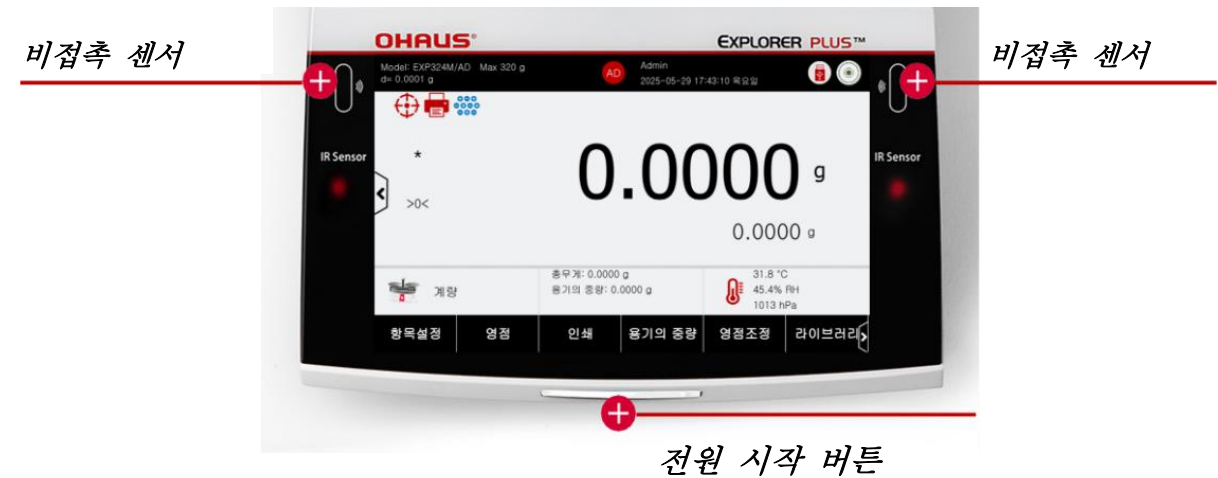 비접촉 센서
비접촉 센서
OHAUS®
EXPLORER PLUS™
Model: EXP324M/AD Max 320 g
d= 0.0001 g
AD
Admin
2025-05-29 17:43:10 목요일
IR Sensor
IR Sensor
*
0.0000 g
>0<
0.0000 g
계량
총무게: 0.0000 g
용기의 중량: 0.0000 g
31.8 °C
45.4% RH
1013 hPa
항목설정 영점 인쇄 용기의 중량 영점조정 라이브러리
전원 시작 버튼